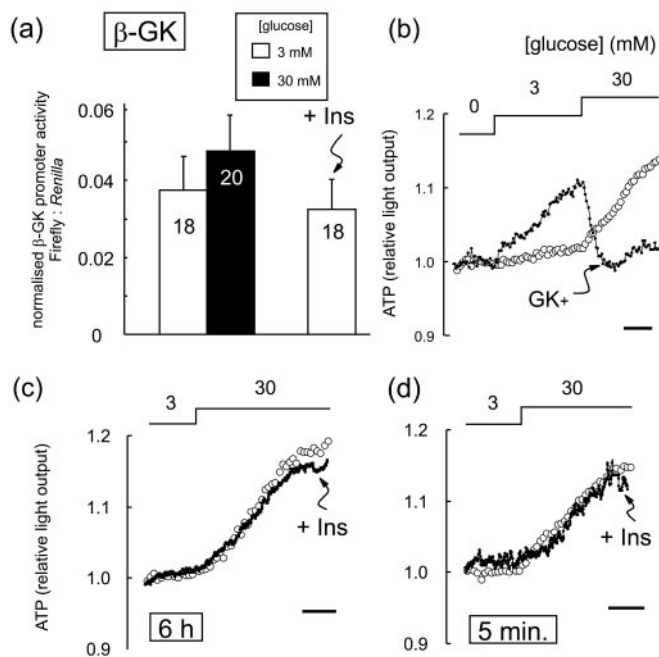 (a)
β-GK
[glucose]
3 mM
30 mM
normalised β-GK promoter activity
Firefly : Renilla
0.06
0.04
0.02
0
18
20
+ Ins
18
(b)
[glucose] (mM)
0
3
30
ATP (relative light output)
1.2
1.1
1.0
0.9
GK+
(c)
3
30
ATP (relative light output)
1.2
1.1
1.0
0.9
+ Ins
6 h
(d)
3
30
1.2
1.1
1.0
0.9
+ Ins
5 min.